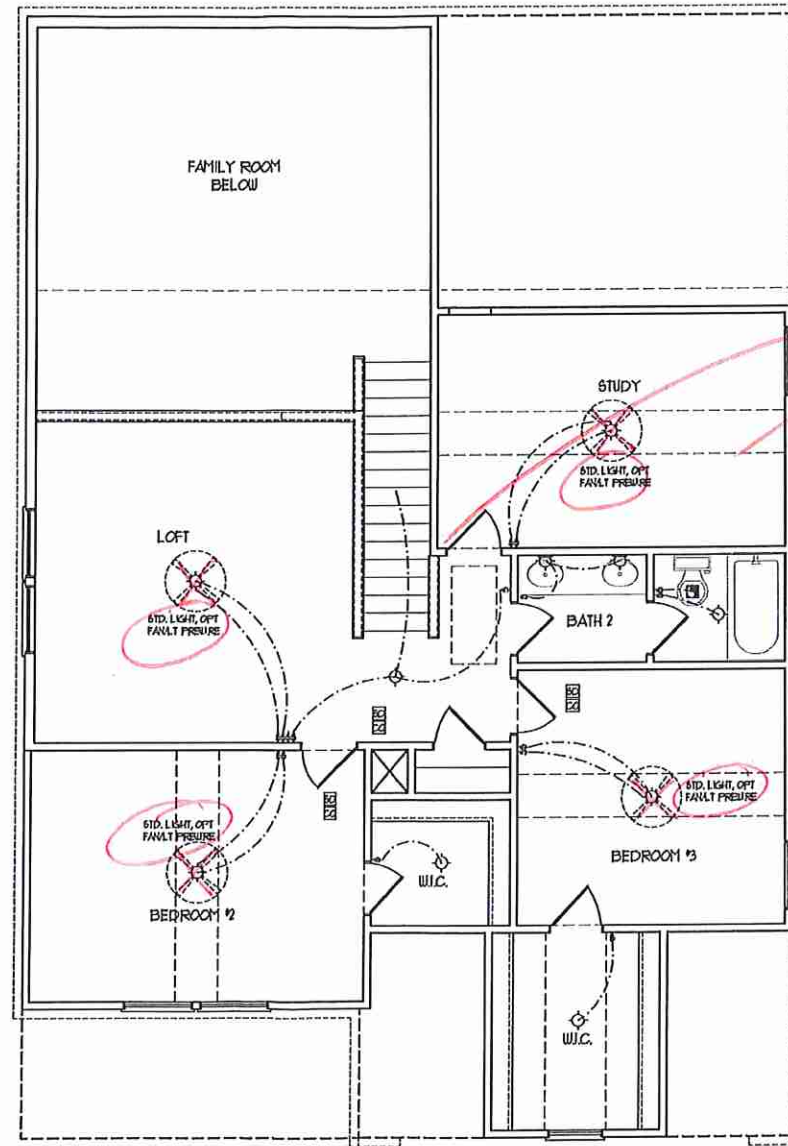 FAMILY ROOM
BELOW
STUDY
STD. LIGHT, OPT
FAN/LT PREWIRE
LOFT
STD. LIGHT, OPT
FAN/LT PREWIRE
BATH 2
STD. LIGHT, OPT
FAN/LT PREWIRE
STD. LIGHT, OPT
FAN/LT PREWIRE
BEDROOM #3
W.I.C.
BEDROOM #2
W.I.C.